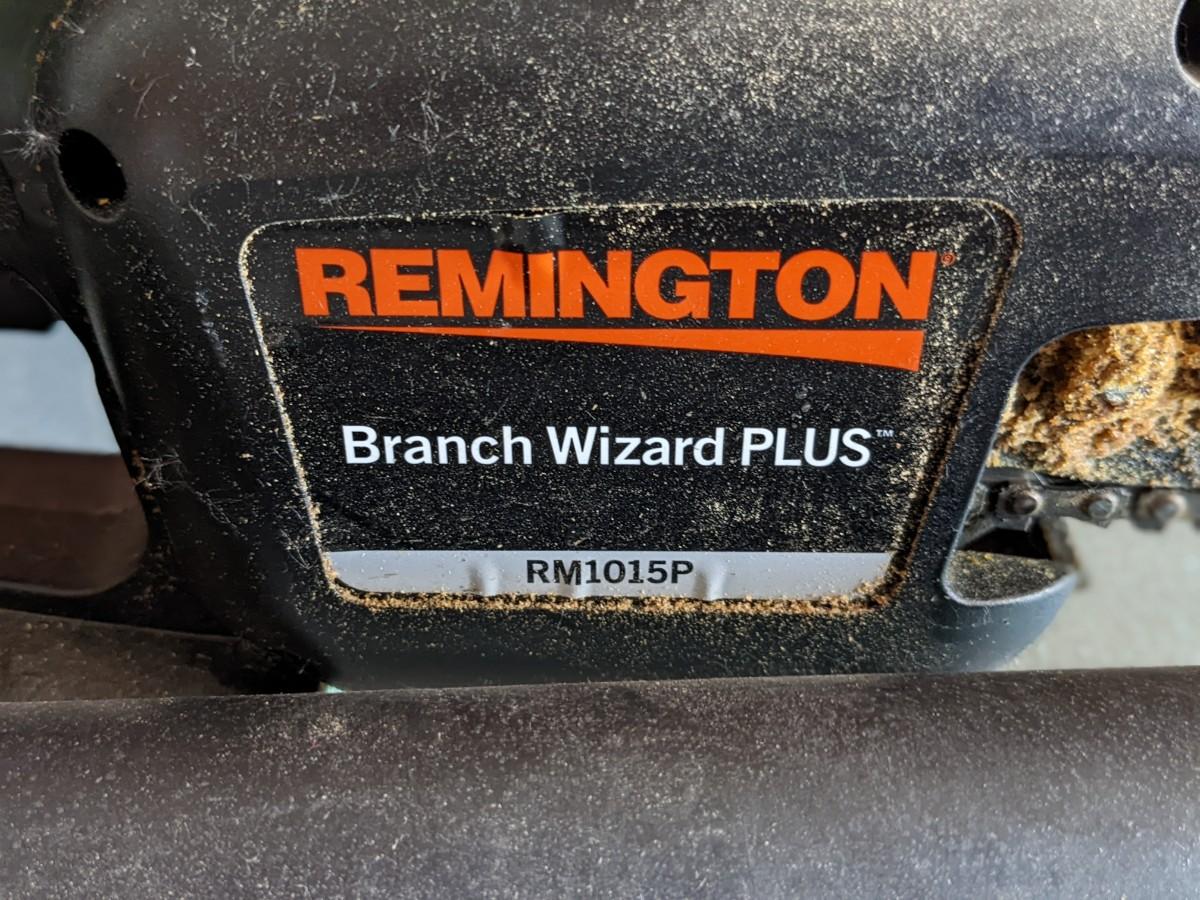 REMINGTON®
Branch Wizard PLUS™
RM1015P